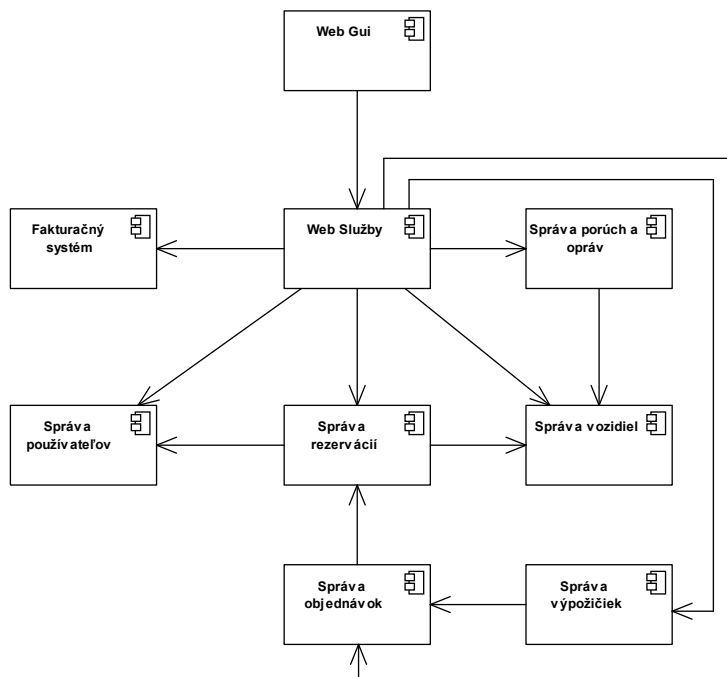 Web Gui
Fakturačný
systém
Web Služby
Správa porúch a
opráv
Správa
používateľov
Správa
rezervácií
Správa vozidiel
Správa
objednávok
Správa
výpožičiek